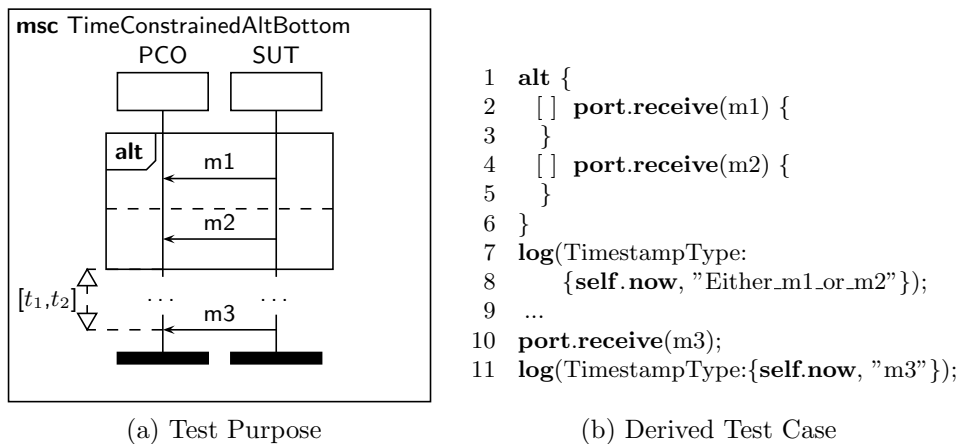 msc TimeConstrainedAltBottom
PCO SUT
alt
m1
m2
[t1,t2]
... ...
m3
(a) Test Purpose
1 alt {
2 [ ] port.receive(m1) {
3 }
4 [ ] port.receive(m2) {
5 }
6 }
7 log(TimestampType:
8 {self.now, ”Either_m1_or_m2”});
9 ...
10 port.receive(m3);
11 log(TimestampType:{self.now, ”m3”});
(b) Derived Test Case